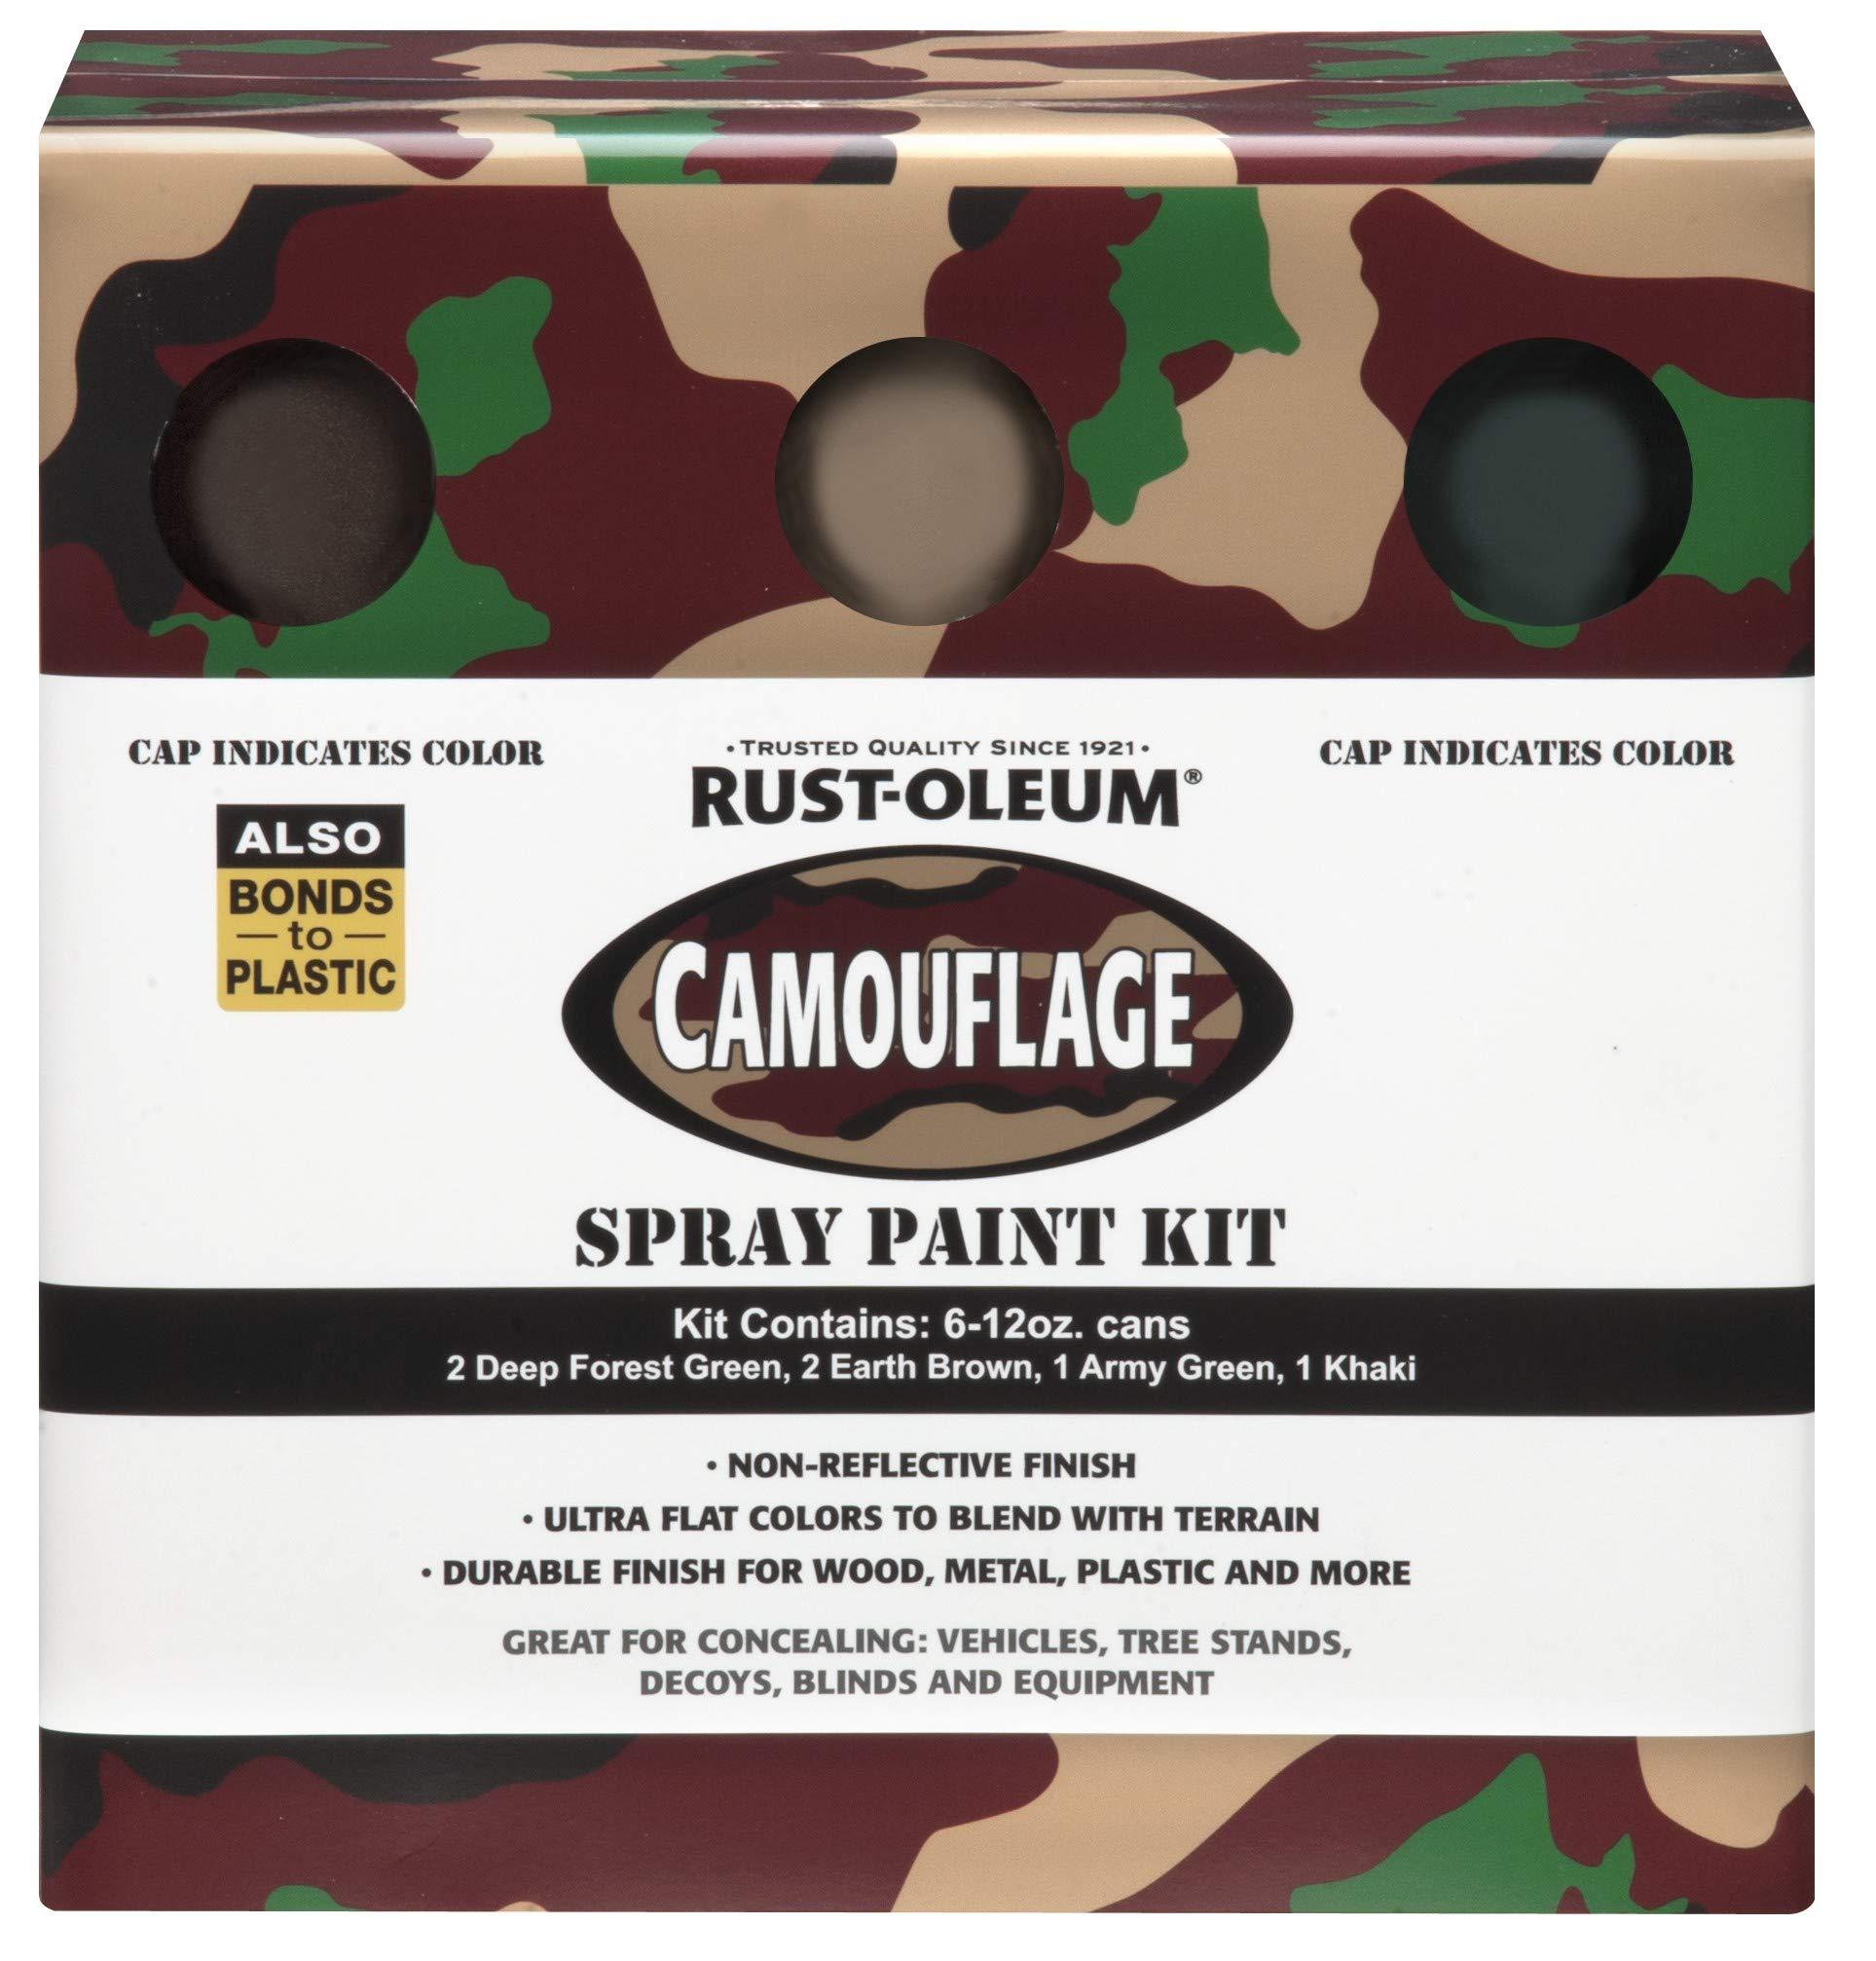 CAP INDICATES COLOR
• TRUSTED QUALITY SINCE 1921 •
RUST-OLEUM®
CAP INDICATES COLOR
ALSO
BONDS
— to —
PLASTIC
CAMOUFLAGE
SPRAY PAINT KIT
Kit Contains: 6-12oz. cans
2 Deep Forest Green, 2 Earth Brown, 1 Army Green, 1 Khaki
• NON-REFLECTIVE FINISH
• ULTRA FLAT COLORS TO BLEND WITH TERRAIN
• DURABLE FINISH FOR WOOD, METAL, PLASTIC AND MORE
GREAT FOR CONCEALING: VEHICLES, TREE STANDS,
DECOYS, BLINDS AND EQUIPMENT